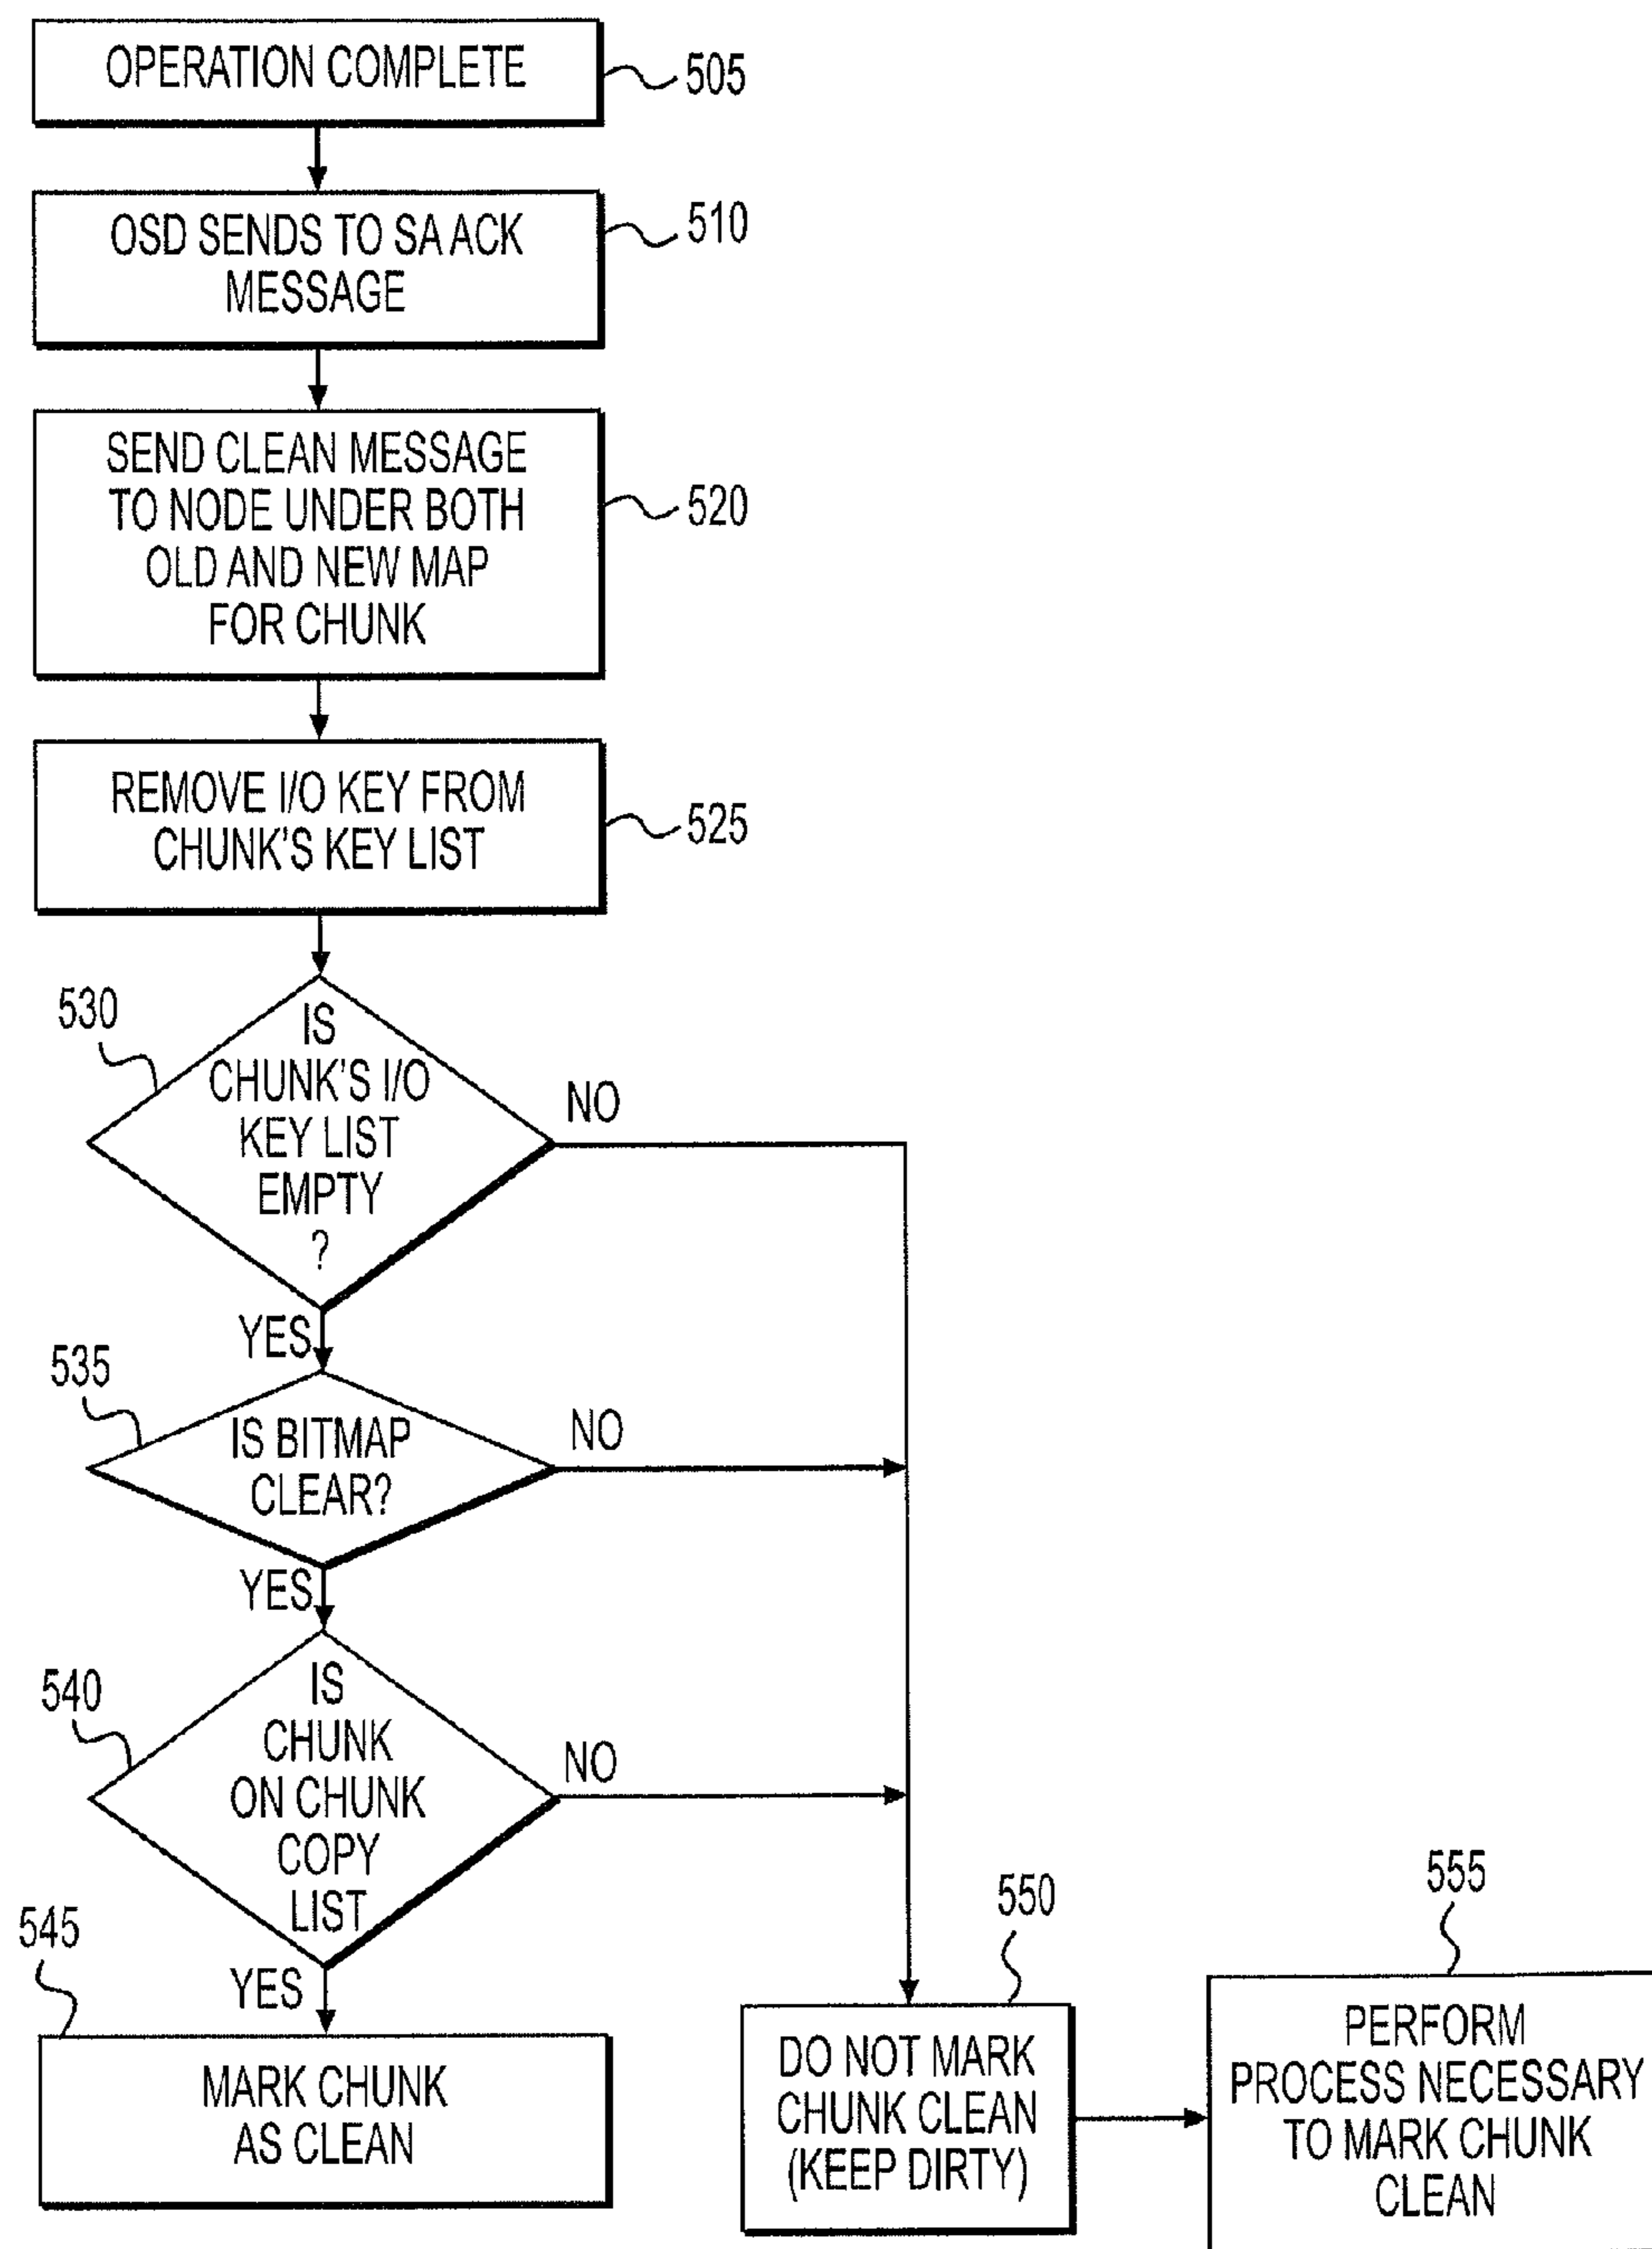 OPERATION COMPLETE
505
OSD SENDS TO SA ACK
MESSAGE
510
SEND CLEAN MESSAGE
TO NODE UNDER BOTH
OLD AND NEW MAP
FOR CHUNK
520
REMOVE I/O KEY FROM
CHUNK'S KEY LIST
525
530
IS
CHUNK'S I/O
KEY LIST
EMPTY
?
NO
YES
535
IS BITMAP
CLEAR?
NO
YES
540
IS
CHUNK
ON CHUNK
COPY
LIST
NO
YES
545
MARK CHUNK
AS CLEAN
550
DO NOT MARK
CHUNK CLEAN
(KEEP DIRTY)
555
PERFORM
PROCESS NECESSARY
TO MARK CHUNK
CLEAN